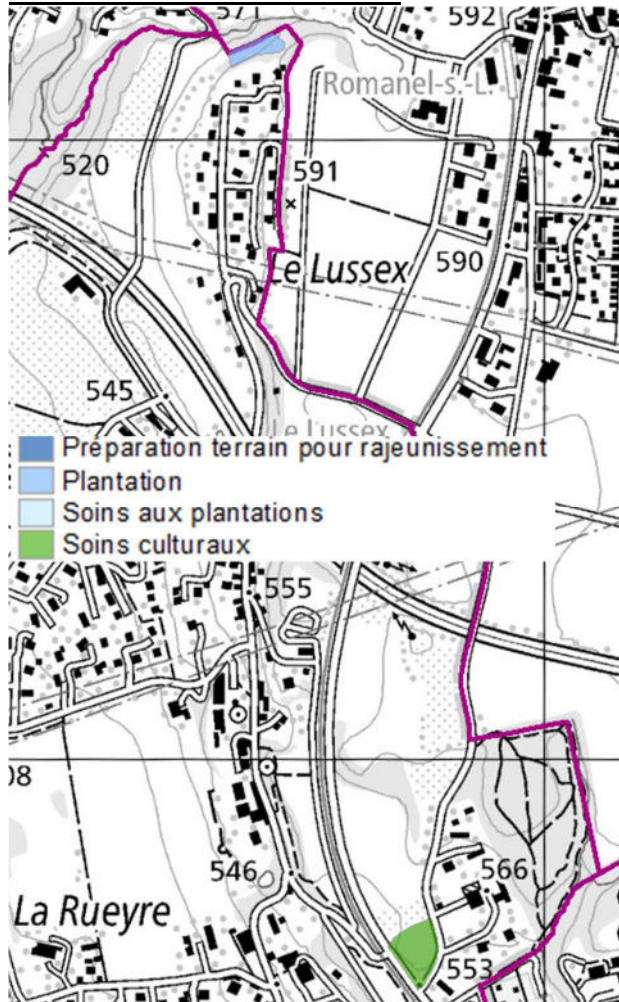 571
592
Romanel-s.-L.
520
591
Le Lussex
590
545
Le Lussex
Préparation terrain pour rajeunissement
Plantation
Soins aux plantations
Soins culturaux
555
08
546
566
La Rueyre
553